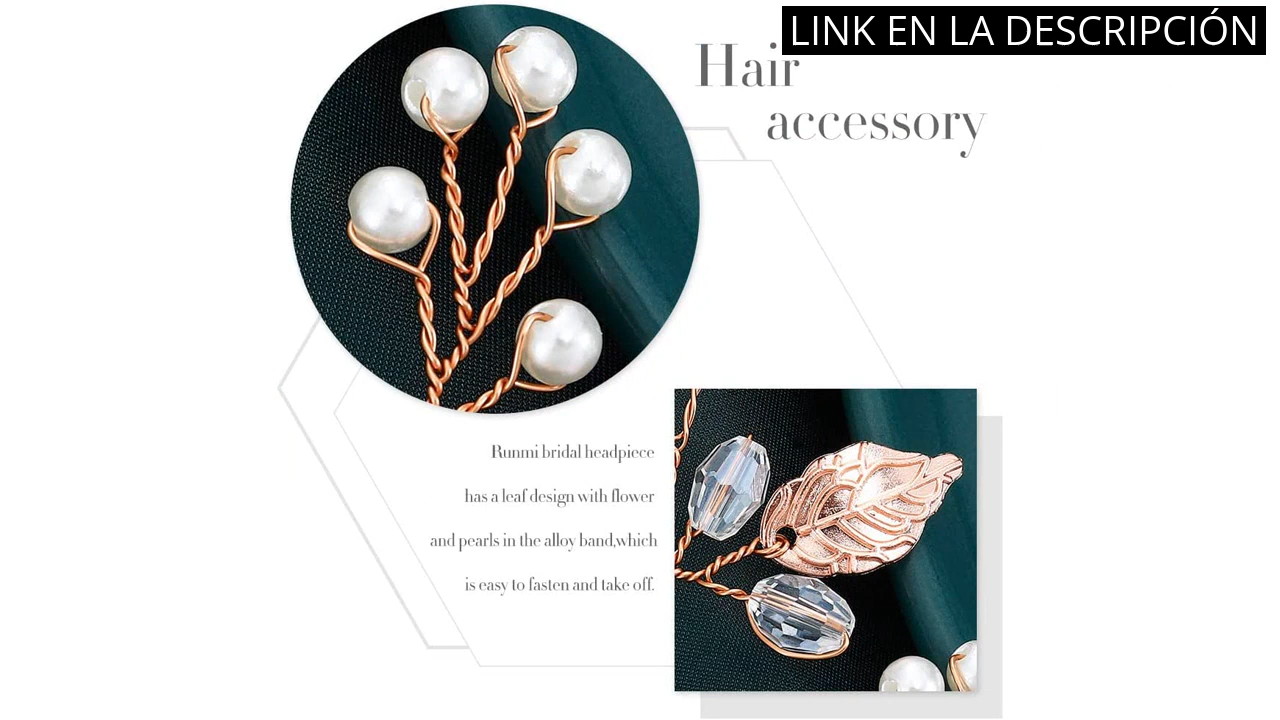 LINK EN LA DESCRIPCIÓN
Hair
accessory
Runmi bridal headpiece
has a leaf design with flower
and pearls in the alloy band,which
is easy to fasten and take off.